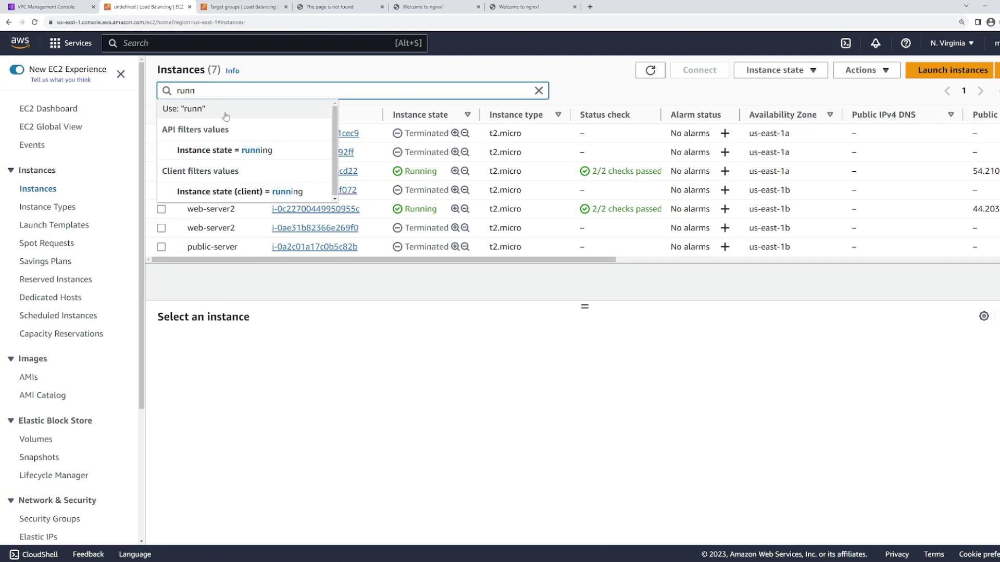 VPC Management Console
undefined | Load Balancing | EC2
Target groups | Load Balancing |
The page is not found
Welcome to nginx!
Welcome to nginx!
us-east-1.console.aws.amazon.com/ec2/home?region=us-east-1#Instances:
aws
Services
Search
[Alt+S]
N. Virginia
New EC2 Experience
Tell us what you think
EC2 Dashboard
EC2 Global View
Events
Instances
Instances
Instance Types
Launch Templates
Spot Requests
Savings Plans
Reserved Instances
Dedicated Hosts
Scheduled Instances
Capacity Reservations
Images
AMIs
AMI Catalog
Elastic Block Store
Volumes
Snapshots
Lifecycle Manager
Network & Security
Security Groups
Elastic IPs
Instances (7) Info
Connect
Instance state
Actions
Launch instances
runn
1
Use: "runn"
API filters values
Instance state = running
Client filters values
Instance state (client) = running
Instance state Instance type Status check Alarm status Availability Zone Public IPv4 DNS Public
1cec9 Terminated t2.micro – No alarms + us-east-1a – –
92ff Terminated t2.micro – No alarms + us-east-1a – –
cd22 Running t2.micro 2/2 checks passed No alarms + us-east-1a – 54.210
f072 Terminated t2.micro – No alarms + us-east-1b – –
web-server2 i-0c22700449950955c Running t2.micro 2/2 checks passed No alarms + us-east-1b – 44.203
web-server2 i-0ae31b82366e269f0 Terminated t2.micro – No alarms + us-east-1b – –
public-server i-0a2c01a17c0b5c82b Terminated t2.micro – No alarms + us-east-1b – –
Select an instance
CloudShell
Feedback
Language
© 2023, Amazon Web Services, Inc. or its affiliates.
Privacy
Terms
Cookie prefe